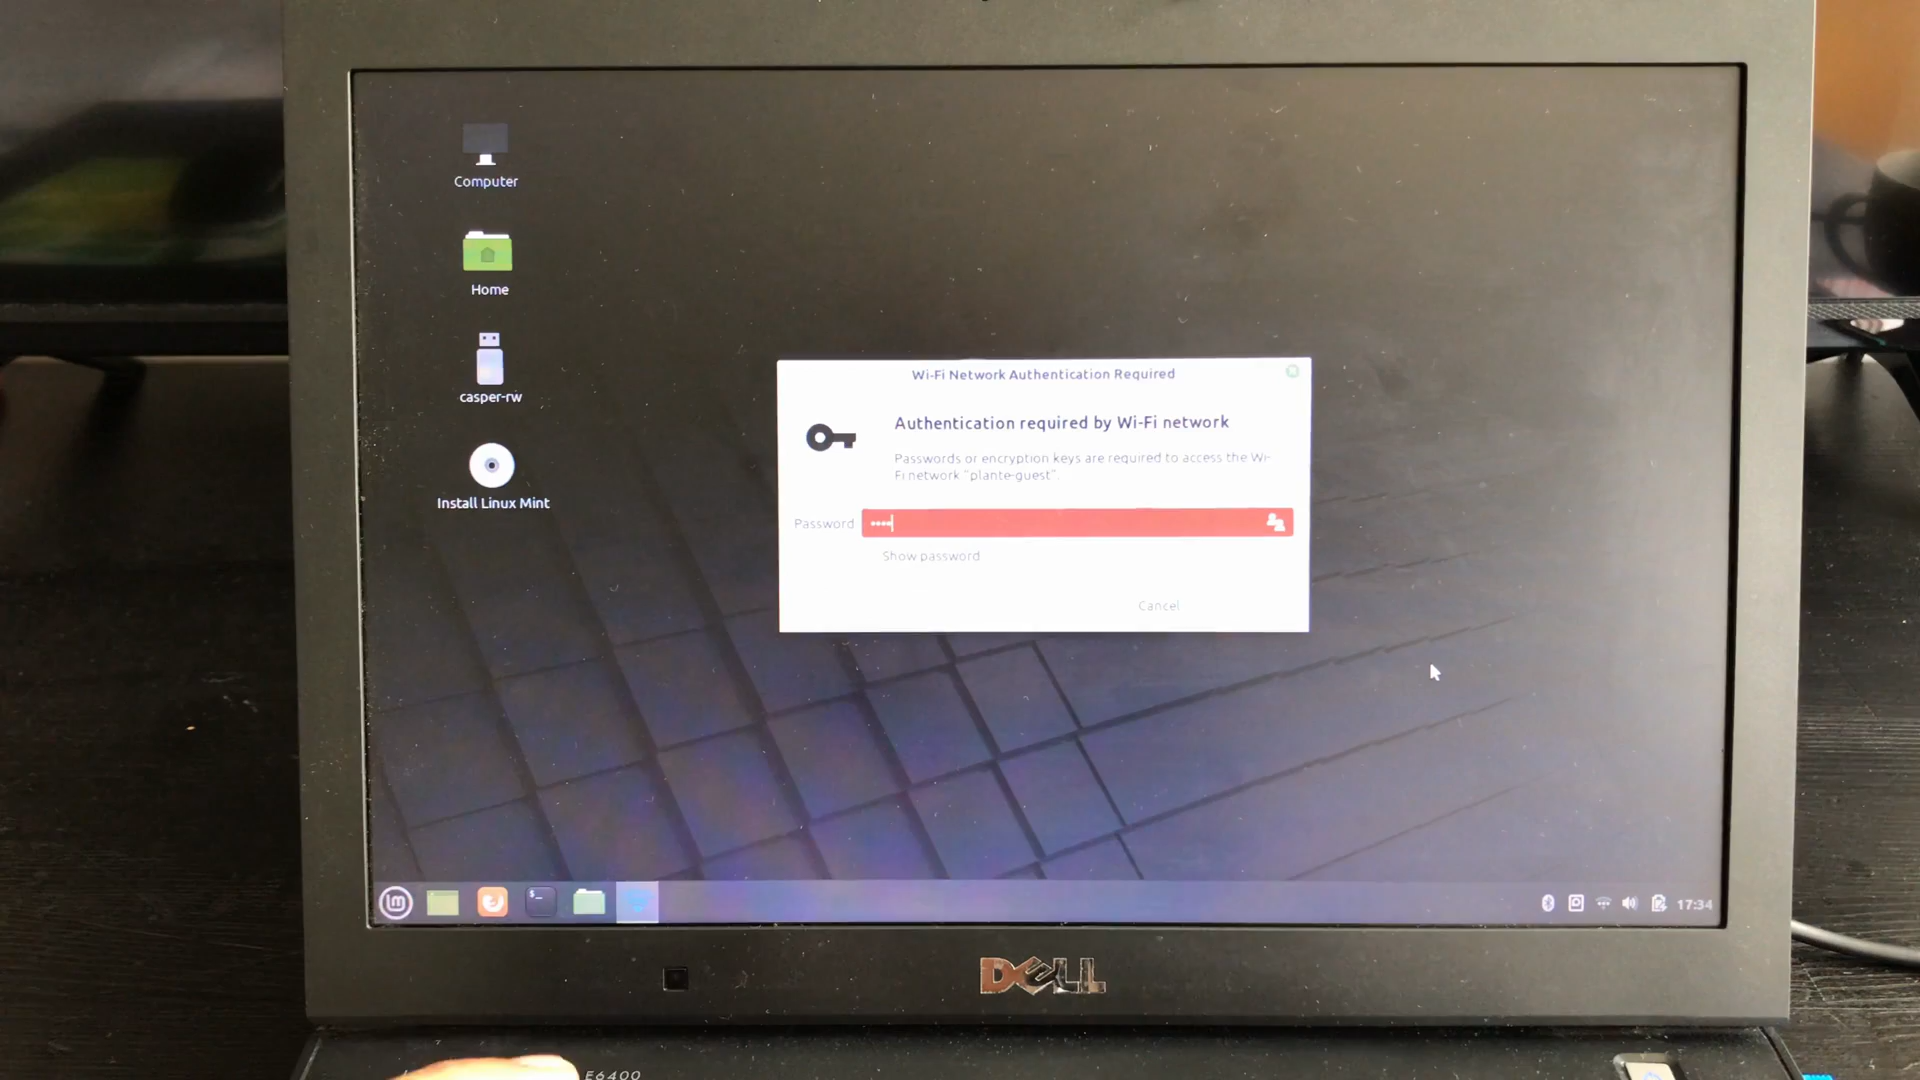 Computer
Home
casper-rw
Install Linux Mint
Wi-Fi Network Authentication Required
Authentication required by Wi-Fi network
Passwords or encryption keys are required to access the Wi-
Fi network "plante-guest".
Password ••••
Show password
Cancel
17:34
DELL
E6400